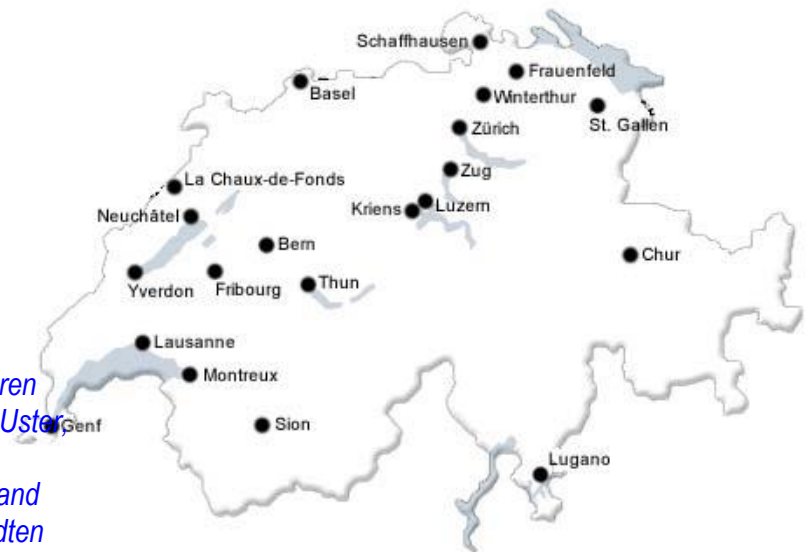 Schaffhausen
Frauenfeld
Basel
Winterthur
St. Gallen
Zürich
Zug
La Chaux-de-Fonds
Luzern
Kriens
Neuchâtel
Bern
Chur
Thun
Yverdon
Fribourg
Lausanne
Montreux
ren
Uster,
Genf
Sion
Lugano
and
dten